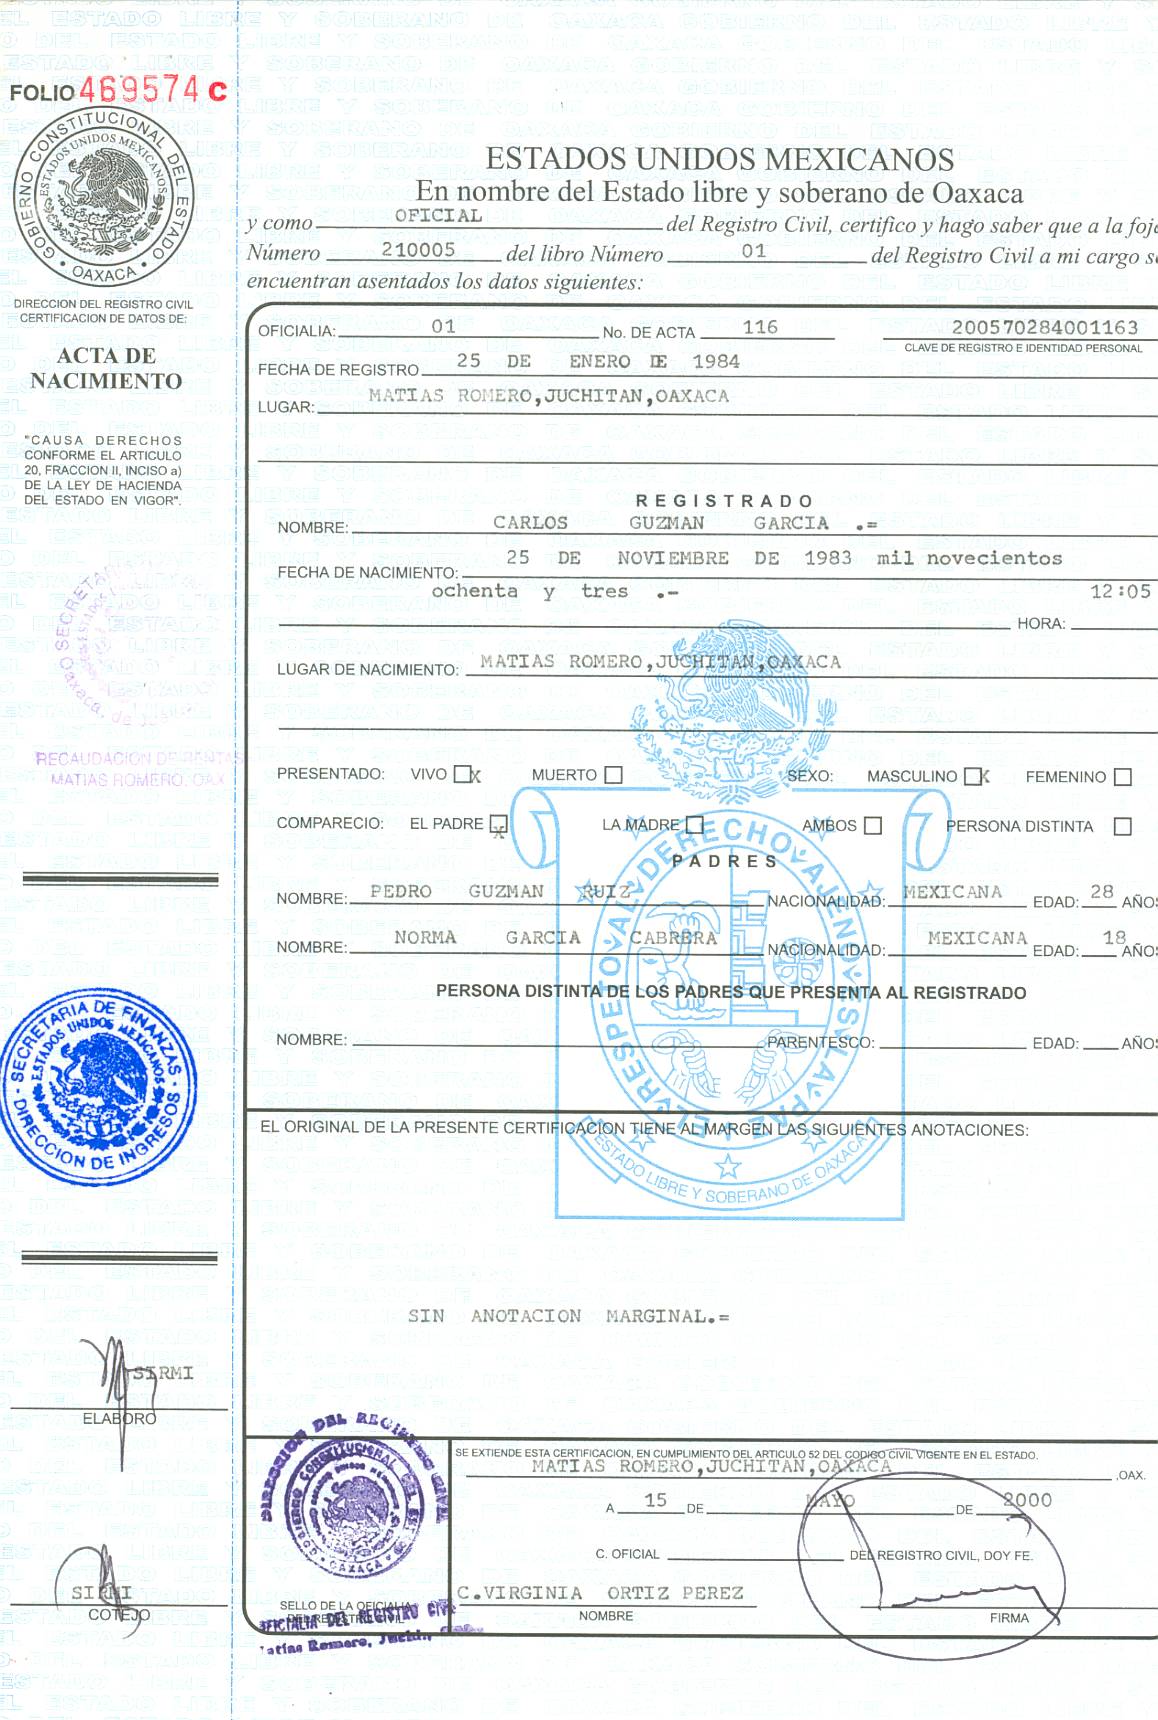 FOLIO 469574 C
GOBIERNO CONSTITUCIONAL DEL ESTADO
ESTADOS UNIDOS MEXICANOS
OAXACA
DIRECCION DEL REGISTRO CIVIL
CERTIFICACION DE DATOS DE:
ACTA DE
NACIMIENTO
"CAUSA DERECHOS
CONFORME EL ARTICULO
20, FRACCION II, INCISO a)
DE LA LEY DE HACIENDA
DEL ESTADO EN VIGOR".
RECAUDACION DE RENTAS
MATIAS ROMERO, OAX
SECRETARIA DE FINANZAS
ESTADOS UNIDOS MEXICANOS
DIRECCION DE INGRESOS
SIRMI
ELABORO
SIRMI
COTEJO
ESTADOS UNIDOS MEXICANOS
En nombre del Estado libre y soberano de Oaxaca
y como OFICIAL del Registro Civil, certifico y hago saber que a la foja
Número 210005 del libro Número 01 del Registro Civil a mi cargo se
encuentran asentados los datos siguientes:
OFICIALIA: 01 No. DE ACTA 116 200570284001163
CLAVE DE REGISTRO E IDENTIDAD PERSONAL
FECHA DE REGISTRO 25 DE ENERO DE 1984
LUGAR: MATIAS ROMERO,JUCHITAN,OAXACA
REGISTRADO
NOMBRE: CARLOS GUZMAN GARCIA .=
FECHA DE NACIMIENTO: 25 DE NOVIEMBRE DE 1983 mil novecientos
ochenta y tres .-
HORA: 12:05
LUGAR DE NACIMIENTO: MATIAS ROMERO,JUCHITAN,OAXACA
PRESENTADO: VIVO X MUERTO SEXO: MASCULINO X FEMENINO
COMPARECIO: EL PADRE X LA MADRE AMBOS PERSONA DISTINTA
PADRES
NOMBRE: PEDRO GUZMAN RUIZ NACIONALIDAD: MEXICANA EDAD: 28 AÑOS
NOMBRE: NORMA GARCIA CABRERA NACIONALIDAD: MEXICANA EDAD: 18 AÑOS
PERSONA DISTINTA DE LOS PADRES QUE PRESENTA AL REGISTRADO
NOMBRE: PARENTESCO: EDAD: AÑOS
EL ORIGINAL DE LA PRESENTE CERTIFICACION TIENE AL MARGEN LAS SIGUIENTES ANOTACIONES:
EL RESPETO AL DERECHO AJENO ES LA PAZ
ESTADO LIBRE Y SOBERANO DE OAXACA
SIN ANOTACION MARGINAL.=
DIRECCION DEL REGISTRO CIVIL
GOBIERNO CONSTITUCIONAL DEL ESTADO
OAXACA
SELLO DE LA OFICIALIA
DEL REGISTRO CIVIL
OFICIALIA DEL REGISTRO CIVIL
Matias Romero, Juchitan,
SE EXTIENDE ESTA CERTIFICACION, EN CUMPLIMIENTO DEL ARTICULO 52 DEL CODIGO CIVIL VIGENTE EN EL ESTADO.
MATIAS ROMERO,JUCHITAN,OAXACA ,OAX.
A 15 DE MAYO DE 2000
C. OFICIAL DEL REGISTRO CIVIL, DOY FE.
C.VIRGINIA ORTIZ PEREZ
NOMBRE
FIRMA